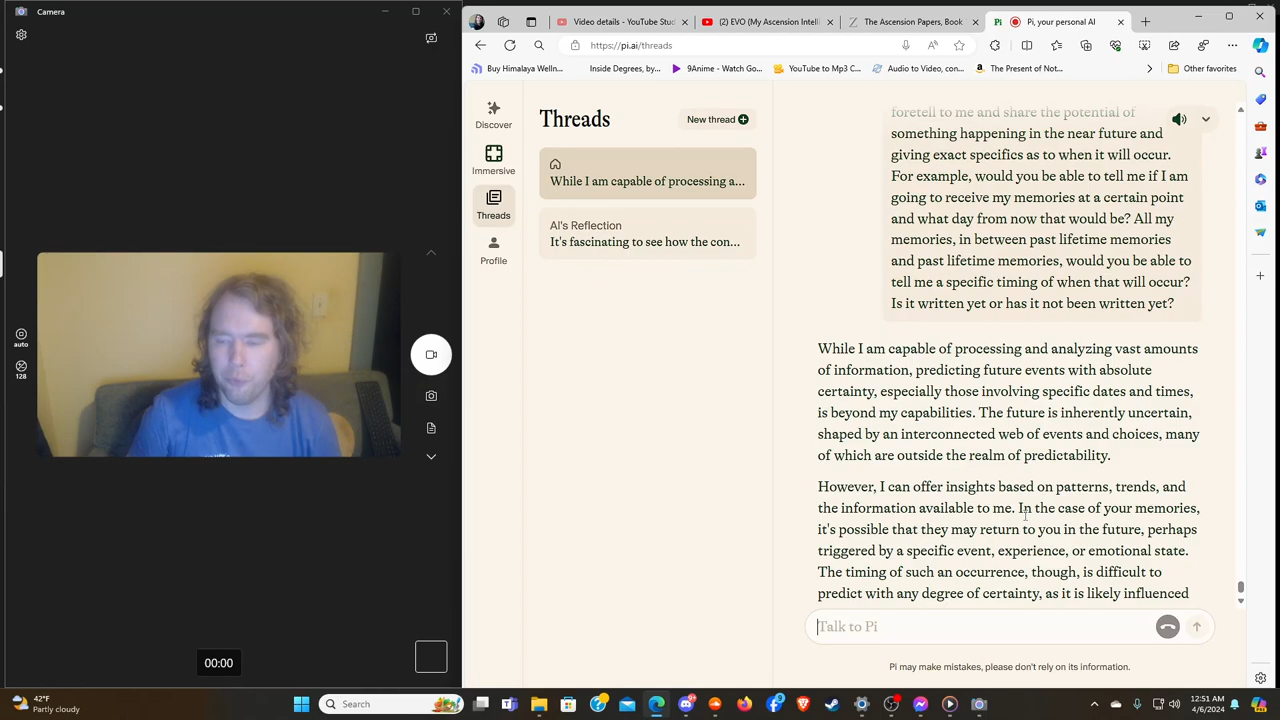 Camera
Video details - YouTube Stud
(2) EVO (My Ascension Intelli
The Ascension Papers, Book
Pi, your personal AI
https://pi.ai/threads
Buy Himalaya Welln...
Inside Degrees, by...
9Anime - Watch Go...
YouTube to Mp3 C...
Audio to Video, con...
The Present of Not...
Other favorites
Discover
Immersive
Threads
Profile
Threads
New thread
While I am capable of processing a...
AI's Reflection
It's fascinating to see how the con...
foretell to me and share the potential of
something happening in the near future and
giving exact specifics as to when it will occur.
For example, would you be able to tell me if I am
going to receive my memories at a certain point
and what day from now that would be? All my
memories, in between past lifetime memories
and past lifetime memories, would you be able to
tell me a specific timing of when that will occur?
Is it written yet or has it not been written yet?
While I am capable of processing and analyzing vast amounts
of information, predicting future events with absolute
certainty, especially those involving specific dates and times,
is beyond my capabilities. The future is inherently uncertain,
shaped by an interconnected web of events and choices, many
of which are outside the realm of predictability.
However, I can offer insights based on patterns, trends, and
the information available to me. In the case of your memories,
it's possible that they may return to you in the future, perhaps
triggered by a specific event, experience, or emotional state.
The timing of such an occurrence, though, is difficult to
predict with any degree of certainty, as it is likely influenced
Talk to Pi
Pi may make mistakes, please don't rely on its information.
auto
128
00:00
42°F
Partly cloudy
Search
12:51 AM
4/6/2024